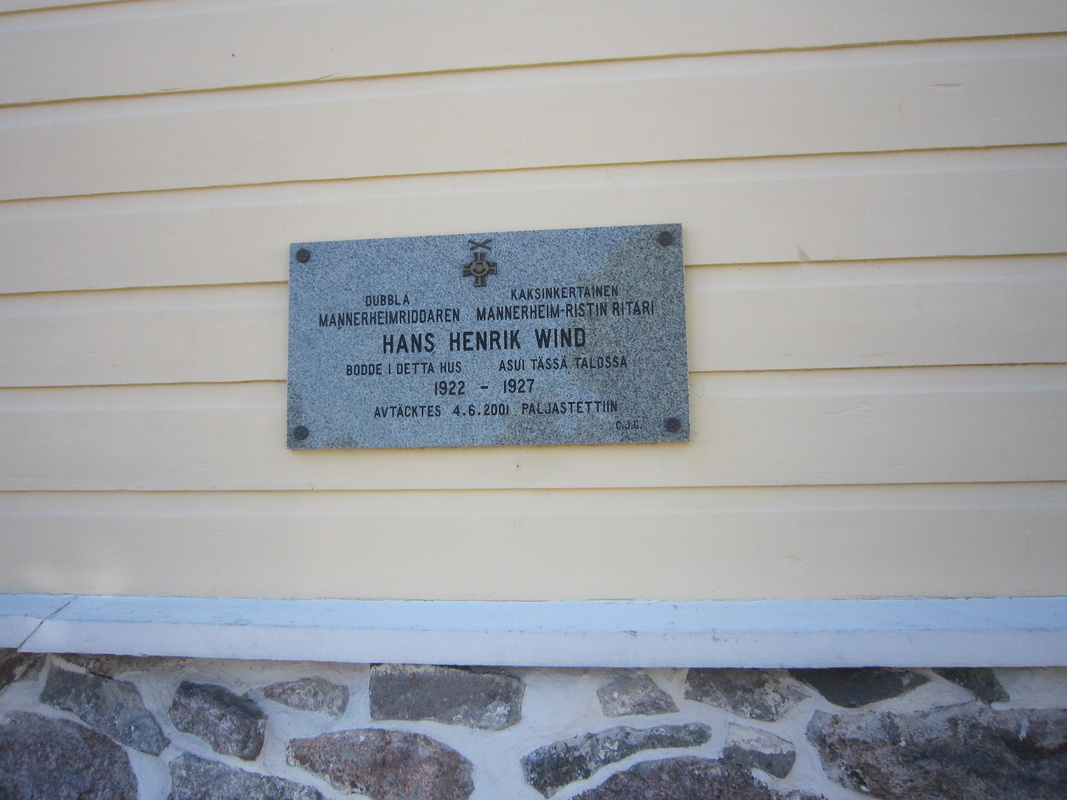 DUBBLA KAKSINKERTAINEN
MANNERHEIMRIDDAREN MANNERHEIM-RISTIN RITARI
HANS HENRIK WIND
BODDE I DETTA HUS ASUI TÄSSÄ TALOSSA
1922 - 1927
AVTÄCKTES 4.6.2001 PALJASTETTIIN
C.J.G.